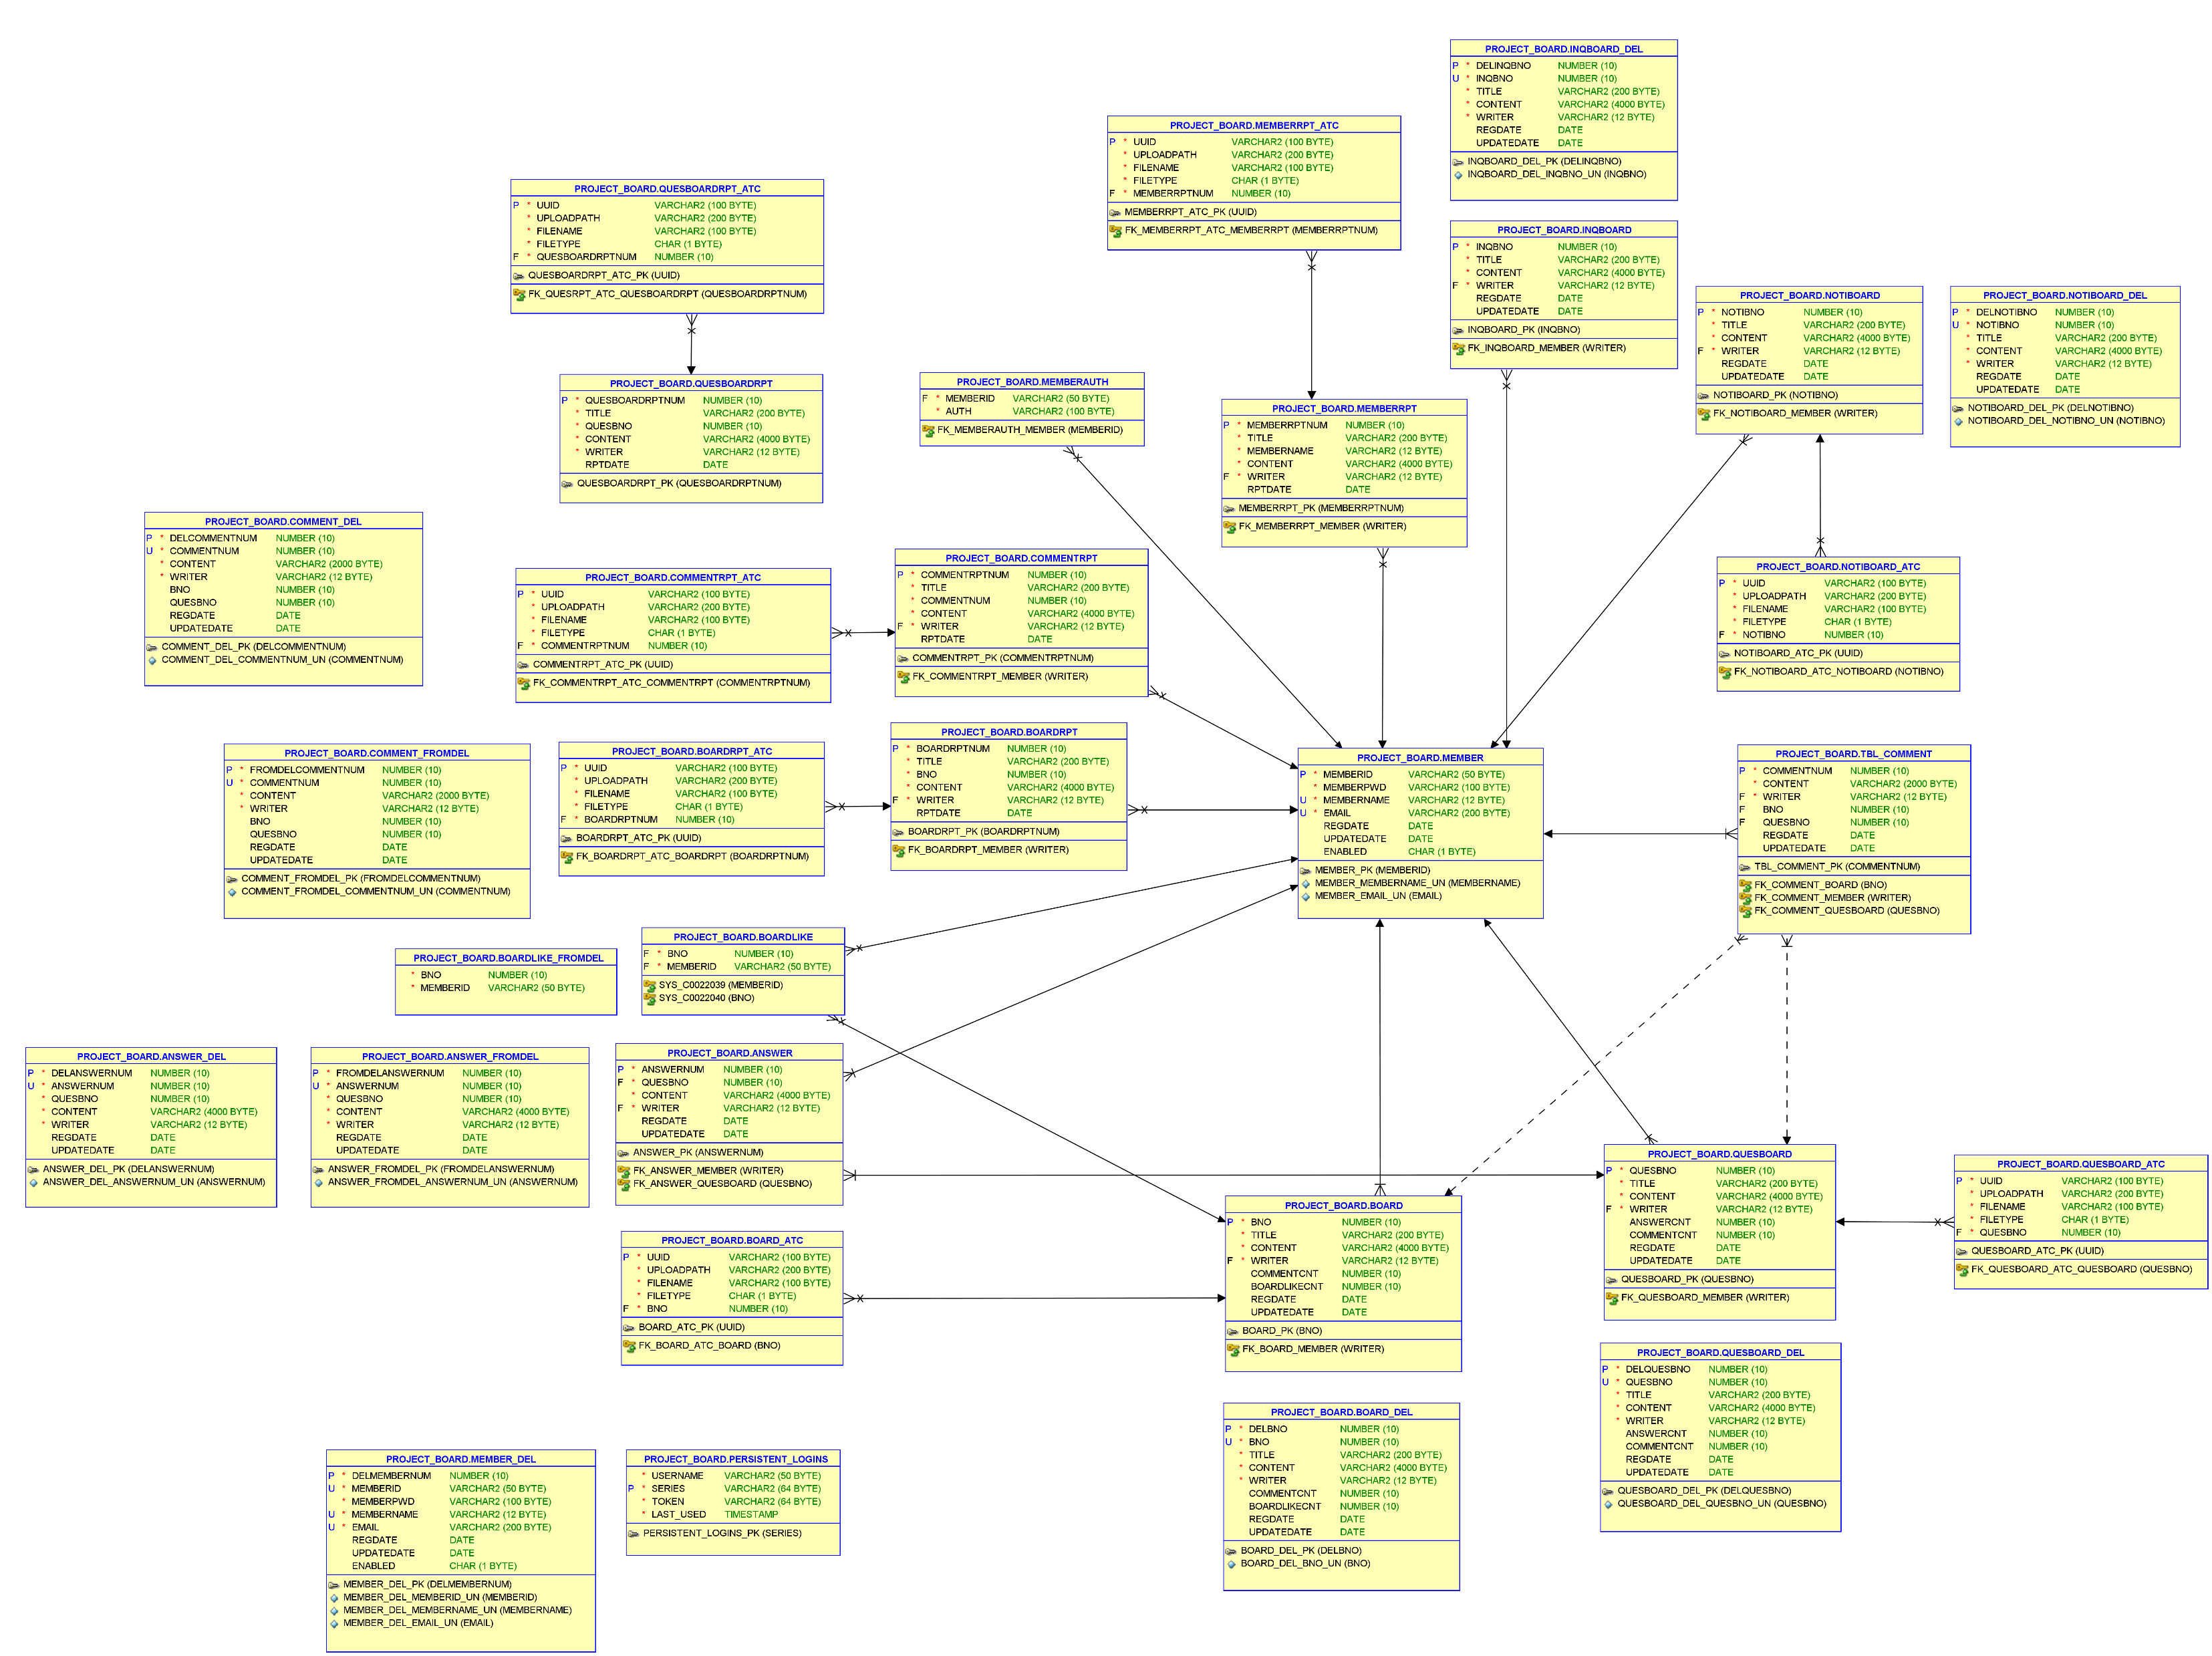 PROJECT_BOARD.INQBOARD_DEL
P * DELINQBNO NUMBER (10)
U * INQBNO NUMBER (10)
* TITLE VARCHAR2 (200 BYTE)
* CONTENT VARCHAR2 (4000 BYTE)
* WRITER VARCHAR2 (12 BYTE)
REGDATE DATE
UPDATEDATE DATE
INQBOARD_DEL_PK (DELINQBNO)
INQBOARD_DEL_INQBNO_UN (INQBNO)
PROJECT_BOARD.MEMBERRPT_ATC
P * UUID VARCHAR2 (100 BYTE)
* UPLOADPATH VARCHAR2 (200 BYTE)
* FILENAME VARCHAR2 (100 BYTE)
* FILETYPE CHAR (1 BYTE)
F * MEMBERRPTNUM NUMBER (10)
MEMBERRPT_ATC_PK (UUID)
FK_MEMBERRPT_ATC_MEMBERRPT (MEMBERRPTNUM)
PROJECT_BOARD.QUESBOARDRPT_ATC
P * UUID VARCHAR2 (100 BYTE)
* UPLOADPATH VARCHAR2 (200 BYTE)
* FILENAME VARCHAR2 (100 BYTE)
* FILETYPE CHAR (1 BYTE)
F * QUESBOARDRPTNUM NUMBER (10)
QUESBOARDRPT_ATC_PK (UUID)
FK_QUESRPT_ATC_QUESBOARDRPT (QUESBOARDRPTNUM)
PROJECT_BOARD.INQBOARD
P * INQBNO NUMBER (10)
* TITLE VARCHAR2 (200 BYTE)
* CONTENT VARCHAR2 (4000 BYTE)
F * WRITER VARCHAR2 (12 BYTE)
REGDATE DATE
UPDATEDATE DATE
INQBOARD_PK (INQBNO)
FK_INQBOARD_MEMBER (WRITER)
PROJECT_BOARD.NOTIBOARD
P * NOTIBNO NUMBER (10)
* TITLE VARCHAR2 (200 BYTE)
* CONTENT VARCHAR2 (4000 BYTE)
F * WRITER VARCHAR2 (12 BYTE)
REGDATE DATE
UPDATEDATE DATE
NOTIBOARD_PK (NOTIBNO)
FK_NOTIBOARD_MEMBER (WRITER)
PROJECT_BOARD.NOTIBOARD_DEL
P * DELNOTIBNO NUMBER (10)
U * NOTIBNO NUMBER (10)
* TITLE VARCHAR2 (200 BYTE)
* CONTENT VARCHAR2 (4000 BYTE)
* WRITER VARCHAR2 (12 BYTE)
REGDATE DATE
UPDATEDATE DATE
NOTIBOARD_DEL_PK (DELNOTIBNO)
NOTIBOARD_DEL_NOTIBNO_UN (NOTIBNO)
PROJECT_BOARD.QUESBOARDRPT
P * QUESBOARDRPTNUM NUMBER (10)
* TITLE VARCHAR2 (200 BYTE)
* QUESBNO NUMBER (10)
* CONTENT VARCHAR2 (4000 BYTE)
* WRITER VARCHAR2 (12 BYTE)
RPTDATE DATE
QUESBOARDRPT_PK (QUESBOARDRPTNUM)
PROJECT_BOARD.MEMBERAUTH
F * MEMBERID VARCHAR2 (50 BYTE)
* AUTH VARCHAR2 (100 BYTE)
FK_MEMBERAUTH_MEMBER (MEMBERID)
PROJECT_BOARD.MEMBERRPT
P * MEMBERRPTNUM NUMBER (10)
* TITLE VARCHAR2 (200 BYTE)
* MEMBERNAME VARCHAR2 (12 BYTE)
* CONTENT VARCHAR2 (4000 BYTE)
F * WRITER VARCHAR2 (12 BYTE)
RPTDATE DATE
MEMBERRPT_PK (MEMBERRPTNUM)
FK_MEMBERRPT_MEMBER (WRITER)
PROJECT_BOARD.COMMENT_DEL
P * DELCOMMENTNUM NUMBER (10)
U * COMMENTNUM NUMBER (10)
* CONTENT VARCHAR2 (2000 BYTE)
* WRITER VARCHAR2 (12 BYTE)
BNO NUMBER (10)
QUESBNO NUMBER (10)
REGDATE DATE
UPDATEDATE DATE
COMMENT_DEL_PK (DELCOMMENTNUM)
COMMENT_DEL_COMMENTNUM_UN (COMMENTNUM)
PROJECT_BOARD.COMMENTRPT_ATC
P * UUID VARCHAR2 (100 BYTE)
* UPLOADPATH VARCHAR2 (200 BYTE)
* FILENAME VARCHAR2 (100 BYTE)
* FILETYPE CHAR (1 BYTE)
F * COMMENTRPTNUM NUMBER (10)
COMMENTRPT_ATC_PK (UUID)
FK_COMMENTRPT_ATC_COMMENTRPT (COMMENTRPTNUM)
PROJECT_BOARD.COMMENTRPT
P * COMMENTRPTNUM NUMBER (10)
* TITLE VARCHAR2 (200 BYTE)
* COMMENTNUM NUMBER (10)
* CONTENT VARCHAR2 (4000 BYTE)
F * WRITER VARCHAR2 (12 BYTE)
RPTDATE DATE
COMMENTRPT_PK (COMMENTRPTNUM)
FK_COMMENTRPT_MEMBER (WRITER)
PROJECT_BOARD.NOTIBOARD_ATC
P * UUID VARCHAR2 (100 BYTE)
* UPLOADPATH VARCHAR2 (200 BYTE)
* FILENAME VARCHAR2 (100 BYTE)
* FILETYPE CHAR (1 BYTE)
F * NOTIBNO NUMBER (10)
NOTIBOARD_ATC_PK (UUID)
FK_NOTIBOARD_ATC_NOTIBOARD (NOTIBNO)
PROJECT_BOARD.COMMENT_FROMDEL
P * FROMDELCOMMENTNUM NUMBER (10)
U * COMMENTNUM NUMBER (10)
* CONTENT VARCHAR2 (2000 BYTE)
* WRITER VARCHAR2 (12 BYTE)
BNO NUMBER (10)
QUESBNO NUMBER (10)
REGDATE DATE
UPDATEDATE DATE
COMMENT_FROMDEL_PK (FROMDELCOMMENTNUM)
COMMENT_FROMDEL_COMMENTNUM_UN (COMMENTNUM)
PROJECT_BOARD.BOARDRPT_ATC
P * UUID VARCHAR2 (100 BYTE)
* UPLOADPATH VARCHAR2 (200 BYTE)
* FILENAME VARCHAR2 (100 BYTE)
* FILETYPE CHAR (1 BYTE)
F * BOARDRPTNUM NUMBER (10)
BOARDRPT_ATC_PK (UUID)
FK_BOARDRPT_ATC_BOARDRPT (BOARDRPTNUM)
PROJECT_BOARD.BOARDRPT
P * BOARDRPTNUM NUMBER (10)
* TITLE VARCHAR2 (200 BYTE)
* BNO NUMBER (10)
* CONTENT VARCHAR2 (4000 BYTE)
F * WRITER VARCHAR2 (12 BYTE)
RPTDATE DATE
BOARDRPT_PK (BOARDRPTNUM)
FK_BOARDRPT_MEMBER (WRITER)
PROJECT_BOARD.MEMBER
P * MEMBERID VARCHAR2 (50 BYTE)
* MEMBERPWD VARCHAR2 (100 BYTE)
U * MEMBERNAME VARCHAR2 (12 BYTE)
U * EMAIL VARCHAR2 (200 BYTE)
REGDATE DATE
UPDATEDATE DATE
ENABLED CHAR (1 BYTE)
MEMBER_PK (MEMBERID)
MEMBER_MEMBERNAME_UN (MEMBERNAME)
MEMBER_EMAIL_UN (EMAIL)
PROJECT_BOARD.TBL_COMMENT
P * COMMENTNUM NUMBER (10)
* CONTENT VARCHAR2 (2000 BYTE)
F * WRITER VARCHAR2 (12 BYTE)
F BNO NUMBER (10)
F QUESBNO NUMBER (10)
REGDATE DATE
UPDATEDATE DATE
TBL_COMMENT_PK (COMMENTNUM)
FK_COMMENT_BOARD (BNO)
FK_COMMENT_MEMBER (WRITER)
FK_COMMENT_QUESBOARD (QUESBNO)
PROJECT_BOARD.BOARDLIKE_FROMDEL
* BNO NUMBER (10)
* MEMBERID VARCHAR2 (50 BYTE)
PROJECT_BOARD.BOARDLIKE
F * BNO NUMBER (10)
F * MEMBERID VARCHAR2 (50 BYTE)
SYS_C0022039 (MEMBERID)
SYS_C0022040 (BNO)
PROJECT_BOARD.ANSWER_DEL
P * DELANSWERNUM NUMBER (10)
U * ANSWERNUM NUMBER (10)
* QUESBNO NUMBER (10)
* CONTENT VARCHAR2 (4000 BYTE)
* WRITER VARCHAR2 (12 BYTE)
REGDATE DATE
UPDATEDATE DATE
ANSWER_DEL_PK (DELANSWERNUM)
ANSWER_DEL_ANSWERNUM_UN (ANSWERNUM)
PROJECT_BOARD.ANSWER_FROMDEL
P * FROMDELANSWERNUM NUMBER (10)
U * ANSWERNUM NUMBER (10)
* QUESBNO NUMBER (10)
* CONTENT VARCHAR2 (4000 BYTE)
* WRITER VARCHAR2 (12 BYTE)
REGDATE DATE
UPDATEDATE DATE
ANSWER_FROMDEL_PK (FROMDELANSWERNUM)
ANSWER_FROMDEL_ANSWERNUM_UN (ANSWERNUM)
PROJECT_BOARD.ANSWER
P * ANSWERNUM NUMBER (10)
F * QUESBNO NUMBER (10)
* CONTENT VARCHAR2 (4000 BYTE)
F * WRITER VARCHAR2 (12 BYTE)
REGDATE DATE
UPDATEDATE DATE
ANSWER_PK (ANSWERNUM)
FK_ANSWER_MEMBER (WRITER)
FK_ANSWER_QUESBOARD (QUESBNO)
PROJECT_BOARD.BOARD_ATC
P * UUID VARCHAR2 (100 BYTE)
* UPLOADPATH VARCHAR2 (200 BYTE)
* FILENAME VARCHAR2 (100 BYTE)
* FILETYPE CHAR (1 BYTE)
F * BNO NUMBER (10)
BOARD_ATC_PK (UUID)
FK_BOARD_ATC_BOARD (BNO)
PROJECT_BOARD.BOARD
P * BNO NUMBER (10)
* TITLE VARCHAR2 (200 BYTE)
* CONTENT VARCHAR2 (4000 BYTE)
F * WRITER VARCHAR2 (12 BYTE)
COMMENTCNT NUMBER (10)
BOARDLIKECNT NUMBER (10)
REGDATE DATE
UPDATEDATE DATE
BOARD_PK (BNO)
FK_BOARD_MEMBER (WRITER)
PROJECT_BOARD.QUESBOARD
P * QUESBNO NUMBER (10)
* TITLE VARCHAR2 (200 BYTE)
* CONTENT VARCHAR2 (4000 BYTE)
F * WRITER VARCHAR2 (12 BYTE)
ANSWERCNT NUMBER (10)
COMMENTCNT NUMBER (10)
REGDATE DATE
UPDATEDATE DATE
QUESBOARD_PK (QUESBNO)
FK_QUESBOARD_MEMBER (WRITER)
PROJECT_BOARD.QUESBOARD_ATC
P * UUID VARCHAR2 (100 BYTE)
* UPLOADPATH VARCHAR2 (200 BYTE)
* FILENAME VARCHAR2 (100 BYTE)
* FILETYPE CHAR (1 BYTE)
F * QUESBNO NUMBER (10)
QUESBOARD_ATC_PK (UUID)
FK_QUESBOARD_ATC_QUESBOARD (QUESBNO)
PROJECT_BOARD.QUESBOARD_DEL
P * DELQUESBNO NUMBER (10)
U * QUESBNO NUMBER (10)
* TITLE VARCHAR2 (200 BYTE)
* CONTENT VARCHAR2 (4000 BYTE)
* WRITER VARCHAR2 (12 BYTE)
ANSWERCNT NUMBER (10)
COMMENTCNT NUMBER (10)
REGDATE DATE
UPDATEDATE DATE
QUESBOARD_DEL_PK (DELQUESBNO)
QUESBOARD_DEL_QUESBNO_UN (QUESBNO)
PROJECT_BOARD.BOARD_DEL
P * DELBNO NUMBER (10)
U * BNO NUMBER (10)
* TITLE VARCHAR2 (200 BYTE)
* CONTENT VARCHAR2 (4000 BYTE)
* WRITER VARCHAR2 (12 BYTE)
COMMENTCNT NUMBER (10)
BOARDLIKECNT NUMBER (10)
REGDATE DATE
UPDATEDATE DATE
BOARD_DEL_PK (DELBNO)
BOARD_DEL_BNO_UN (BNO)
PROJECT_BOARD.MEMBER_DEL
P * DELMEMBERNUM NUMBER (10)
U * MEMBERID VARCHAR2 (50 BYTE)
* MEMBERPWD VARCHAR2 (100 BYTE)
U * MEMBERNAME VARCHAR2 (12 BYTE)
U * EMAIL VARCHAR2 (200 BYTE)
REGDATE DATE
UPDATEDATE DATE
ENABLED CHAR (1 BYTE)
MEMBER_DEL_PK (DELMEMBERNUM)
MEMBER_DEL_MEMBERID_UN (MEMBERID)
MEMBER_DEL_MEMBERNAME_UN (MEMBERNAME)
MEMBER_DEL_EMAIL_UN (EMAIL)
PROJECT_BOARD.PERSISTENT_LOGINS
* USERNAME VARCHAR2 (50 BYTE)
P * SERIES VARCHAR2 (64 BYTE)
* TOKEN VARCHAR2 (64 BYTE)
* LAST_USED TIMESTAMP
PERSISTENT_LOGINS_PK (SERIES)